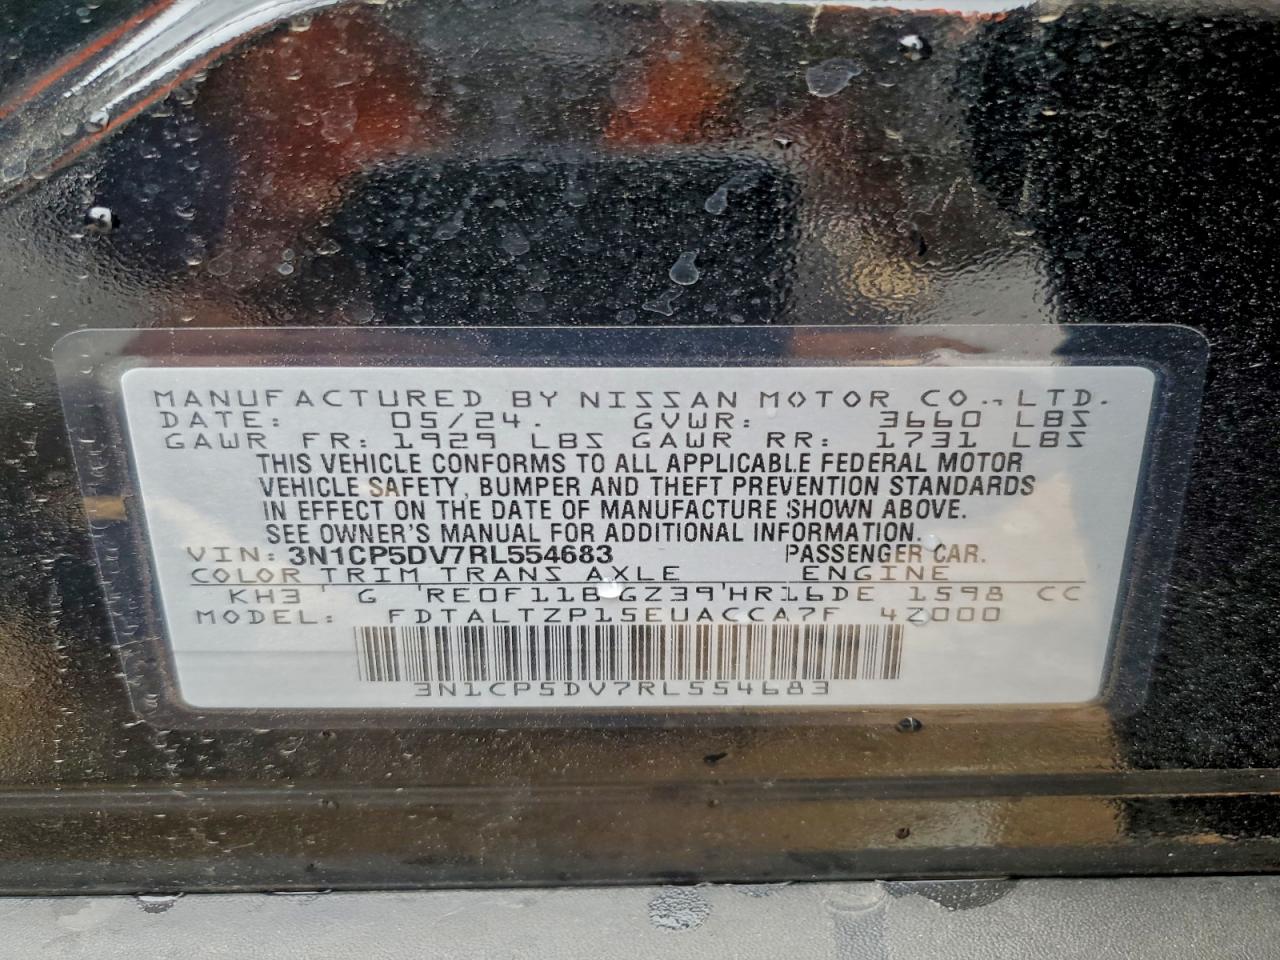 MANUFACTURED BY NISSAN MOTOR CO., LTD.
DATE: 05/24. GVWR: 3660 LBS
GAWR FR: 1929 LBS GAWR RR: 1731 LBS
THIS VEHICLE CONFORMS TO ALL APPLICABLE FEDERAL MOTOR
VEHICLE SAFETY, BUMPER AND THEFT PREVENTION STANDARDS
IN EFFECT ON THE DATE OF MANUFACTURE SHOWN ABOVE.
SEE OWNER'S MANUAL FOR ADDITIONAL INFORMATION.
VIN: 3N1CP5DV7RL554683 PASSENGER CAR.
COLOR TRIM TRANS AXLE ENGINE
KH3 ' G 'RE0F11B GZ39'HR16DE 1598 CC
MODEL: FDTALTZP15EUACCA7F 4Z000
3N1CP5DV7RL554683